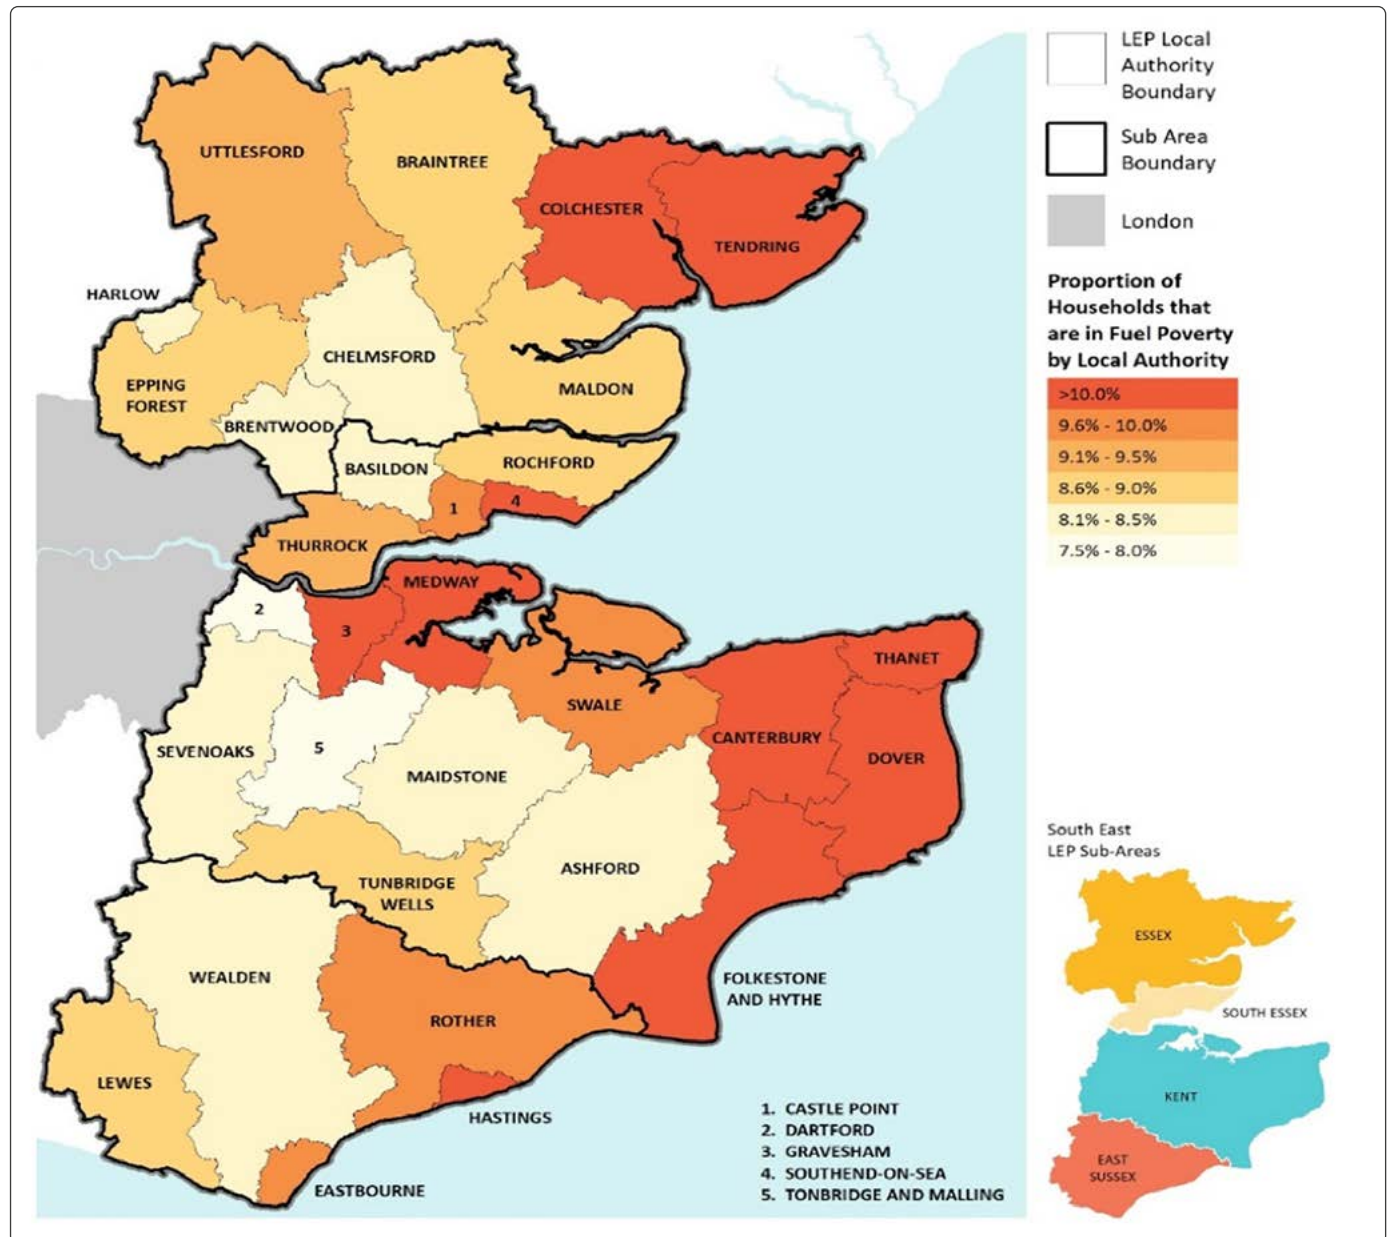 UTTLESFORD
BRAINTREE
COLCHESTER
TENDRING
HARLOW
CHELMSFORD
EPPING
FOREST
MALDON
BRENTWOOD
BASILDON
ROCHFORD
1
4
THURROCK
MEDWAY
2
3
THANET
SWALE
CANTERBURY
DOVER
SEVENOAKS
5
MAIDSTONE
ASHFORD
TUNBRIDGE
WELLS
WEALDEN
FOLKESTONE
AND HYTHE
ROTHER
LEWES
HASTINGS
EASTBOURNE
1. CASTLE POINT
2. DARTFORD
3. GRAVESHAM
4. SOUTHEND-ON-SEA
5. TONBRIDGE AND MALLING
LEP Local
Authority
Boundary
Sub Area
Boundary
London
Proportion of
Households that
are in Fuel Poverty
by Local Authority
>10.0%
9.6% - 10.0%
9.1% - 9.5%
8.6% - 9.0%
8.1% - 8.5%
7.5% - 8.0%
South East
LEP Sub-Areas
ESSEX
SOUTH ESSEX
KENT
EAST
SUSSEX